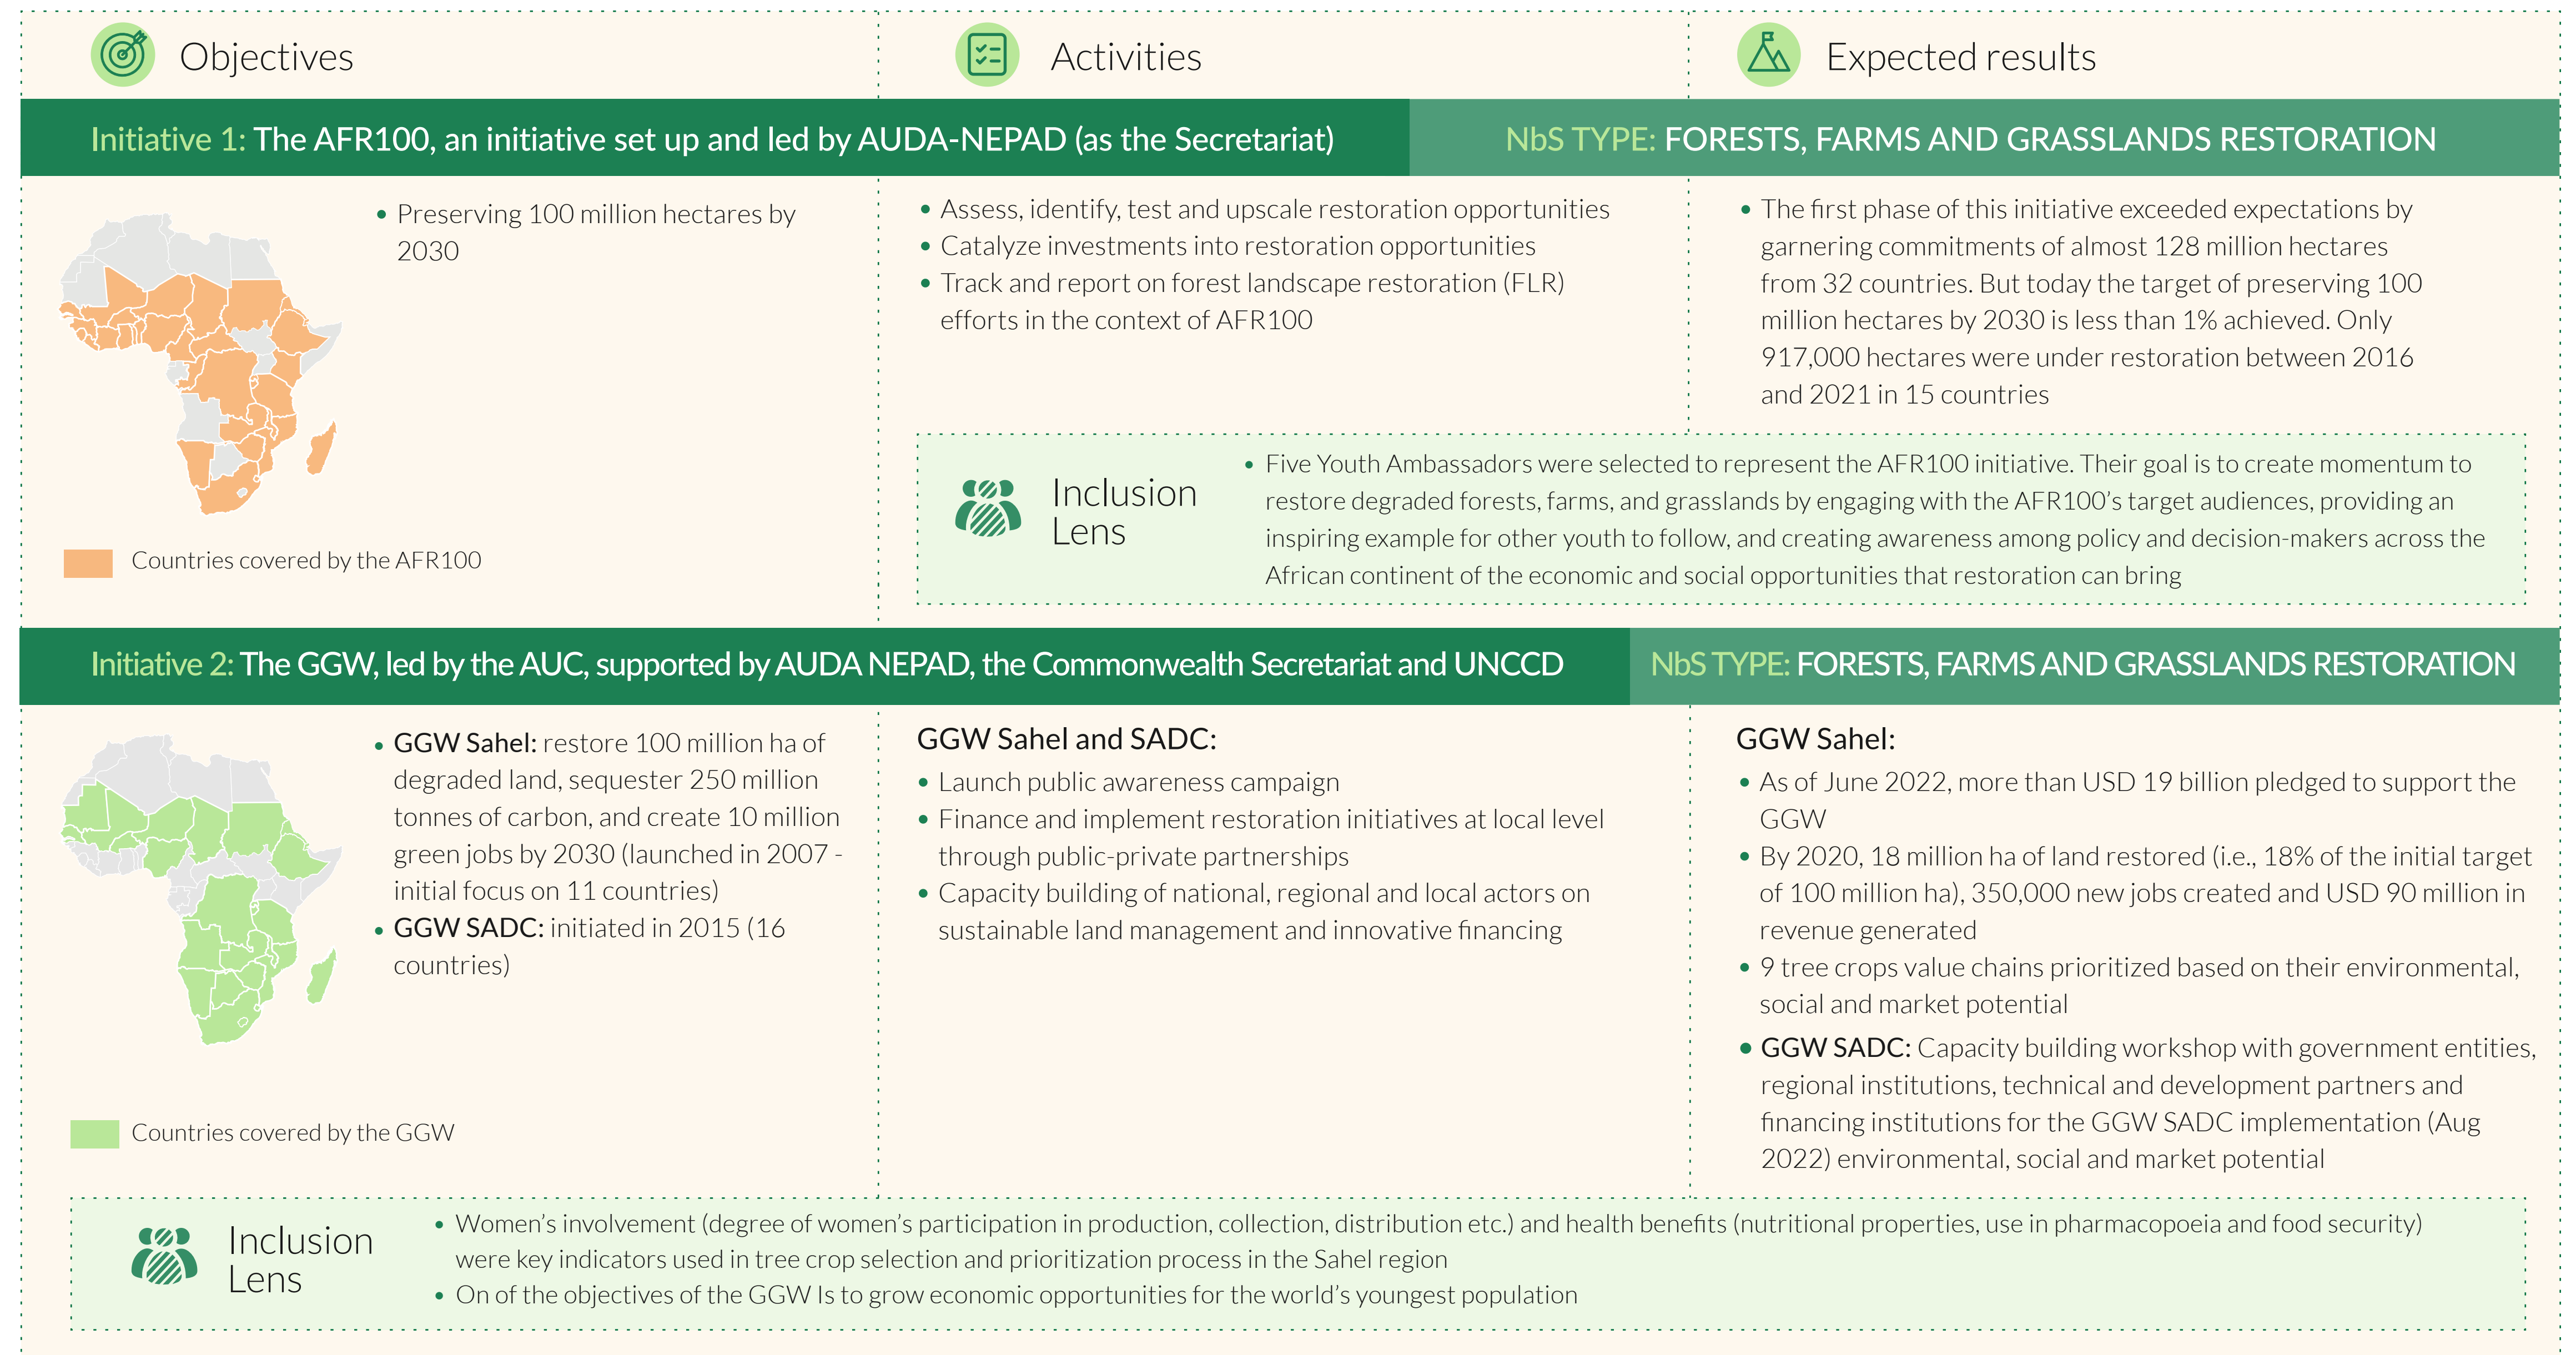 Objectives
Activities
Expected results
Initiative 1: The AFR100, an initiative set up and led by AUDA-NEPAD (as the Secretariat)
NbS TYPE: FORESTS, FARMS AND GRASSLANDS RESTORATION
• Preserving 100 million hectares by
2030
Countries covered by the AFR100
• Assess, identify, test and upscale restoration opportunities
• Catalyze investments into restoration opportunities
• Track and report on forest landscape restoration (FLR)
efforts in the context of AFR100
• The first phase of this initiative exceeded expectations by
garnering commitments of almost 128 million hectares
from 32 countries. But today the target of preserving 100
million hectares by 2030 is less than 1% achieved. Only
917,000 hectares were under restoration between 2016
and 2021 in 15 countries
Inclusion
Lens
• Five Youth Ambassadors were selected to represent the AFR100 initiative. Their goal is to create momentum to
restore degraded forests, farms, and grasslands by engaging with the AFR100's target audiences, providing an
inspiring example for other youth to follow, and creating awareness among policy and decision-makers across the
African continent of the economic and social opportunities that restoration can bring
Initiative 2: The GGW, led by the AUC, supported by AUDA NEPAD, the Commonwealth Secretariat and UNCCD
NbS TYPE: FORESTS, FARMS AND GRASSLANDS RESTORATION
• GGW Sahel: restore 100 million ha of
degraded land, sequester 250 million
tonnes of carbon, and create 10 million
green jobs by 2030 (launched in 2007 -
initial focus on 11 countries)
• GGW SADC: initiated in 2015 (16
countries)
Countries covered by the GGW
GGW Sahel and SADC:
• Launch public awareness campaign
• Finance and implement restoration initiatives at local level
through public-private partnerships
• Capacity building of national, regional and local actors on
sustainable land management and innovative financing
GGW Sahel:
• As of June 2022, more than USD 19 billion pledged to support the
GGW
• By 2020, 18 million ha of land restored (i.e., 18% of the initial target
of 100 million ha), 350,000 new jobs created and USD 90 million in
revenue generated
• 9 tree crops value chains prioritized based on their environmental,
social and market potential
• GGW SADC: Capacity building workshop with government entities,
regional institutions, technical and development partners and
financing institutions for the GGW SADC implementation (Aug
2022) environmental, social and market potential
Inclusion
Lens
• Women's involvement (degree of women's participation in production, collection, distribution etc.) and health benefits (nutritional properties, use in pharmacopoeia and food security)
were key indicators used in tree crop selection and prioritization process in the Sahel region
• On of the objectives of the GGW Is to grow economic opportunities for the world's youngest population